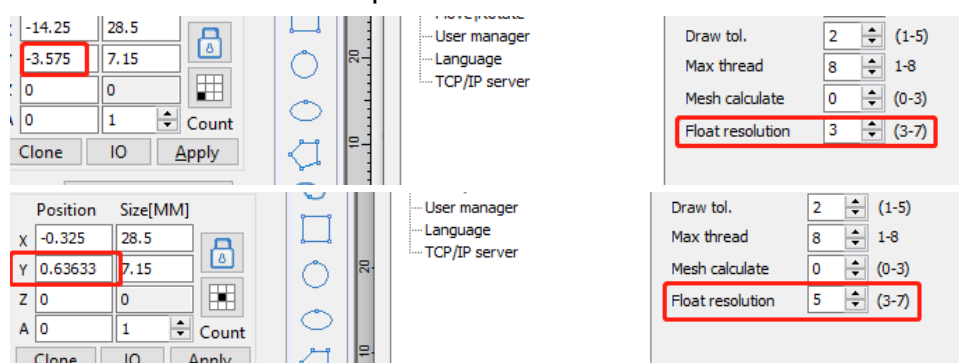 -14.25 28.5 Move|Rotate
User manager Draw tol. 2 (1-5)
-3.575 7.15 20 Language Max thread 8 1-8
0 0 TCP/IP server Mesh calculate 0 (0-3)
0 1 Count Float resolution 3 (3-7)
Clone IO Apply 10
Position Size[MM] User manager Draw tol. 2 (1-5)
X -0.325 28.5 Language Max thread 8 1-8
Y 0.63633 7.15 20 TCP/IP server Mesh calculate 0 (0-3)
Z 0 0 Float resolution 5 (3-7)
A 0 1 Count
Clone IO Apply